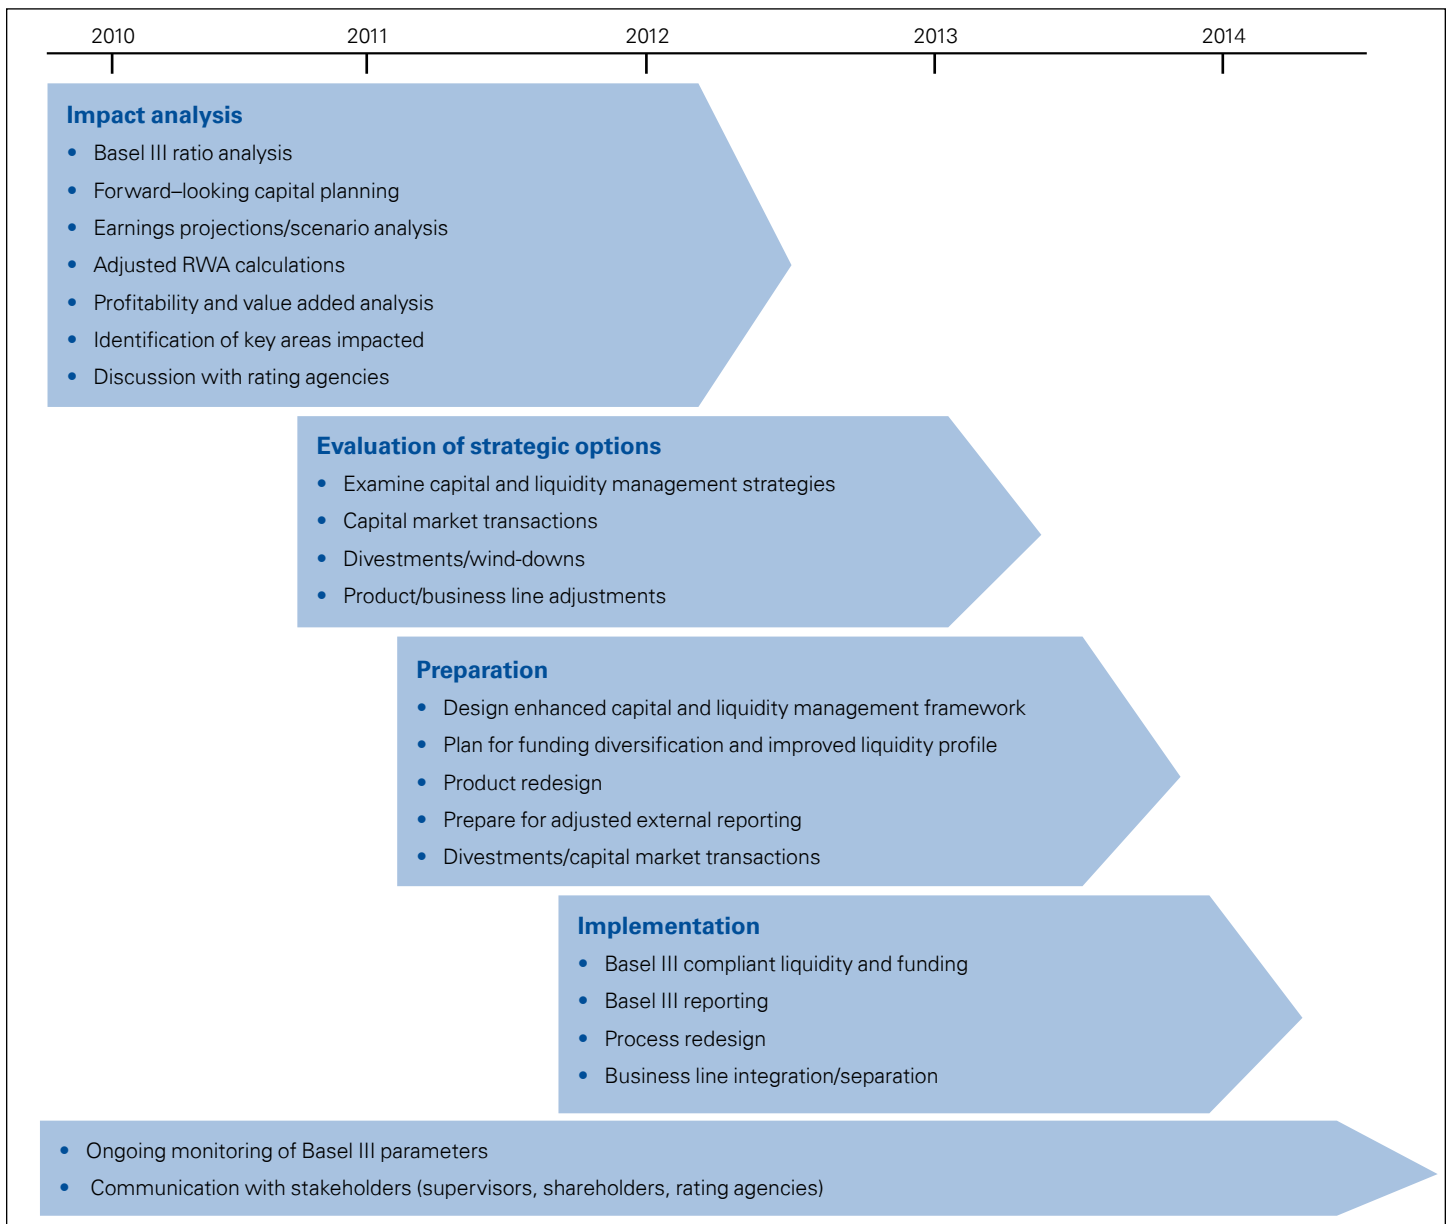 2010 2011 2012 2013 2014
Impact analysis
• Basel III ratio analysis
• Forward–looking capital planning
• Earnings projections/scenario analysis
• Adjusted RWA calculations
• Profitability and value added analysis
• Identification of key areas impacted
• Discussion with rating agencies
Evaluation of strategic options
• Examine capital and liquidity management strategies
• Capital market transactions
• Divestments/wind-downs
• Product/business line adjustments
Preparation
• Design enhanced capital and liquidity management framework
• Plan for funding diversification and improved liquidity profile
• Product redesign
• Prepare for adjusted external reporting
• Divestments/capital market transactions
Implementation
• Basel III compliant liquidity and funding
• Basel III reporting
• Process redesign
• Business line integration/separation
• Ongoing monitoring of Basel III parameters
• Communication with stakeholders (supervisors, shareholders, rating agencies)